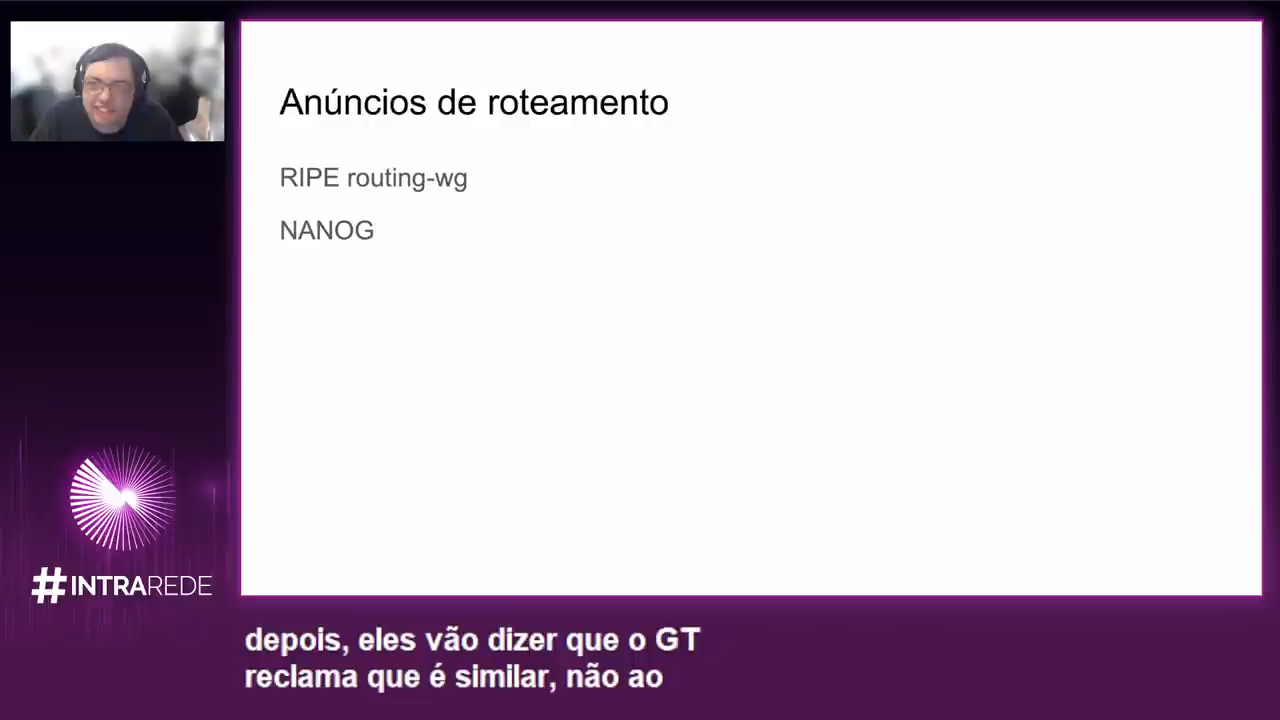 Anúncios de roteamento
RIPE routing-wg
NANOG
#INTRAREDE
depois, eles vão dizer que o GT
reclama que é similar, não ao